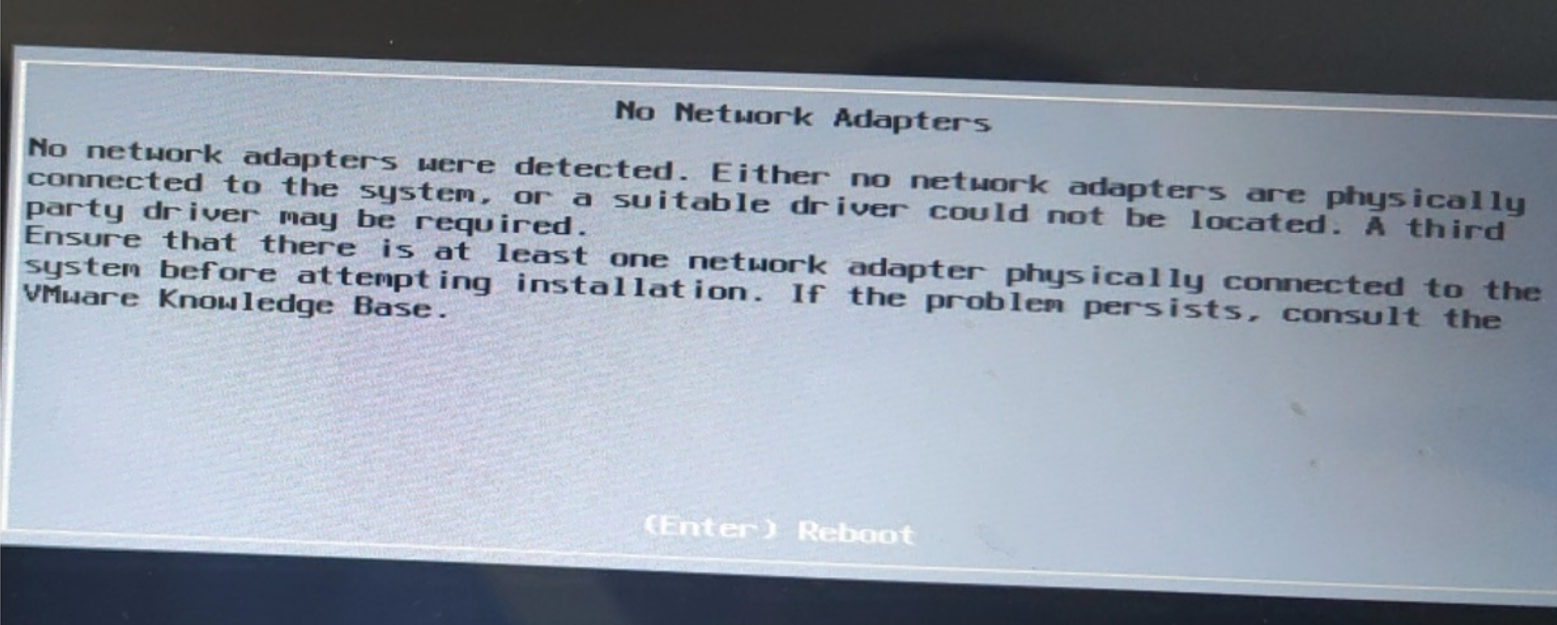 No Network Adapters
No network adapters were detected. Either no network adapters are physically
connected to the system, or a suitable driver could not be located. A third
party driver may be required.
Ensure that there is at least one network adapter physically connected to the
system before attempting installation. If the problem persists, consult the
VMware Knowledge Base.
(Enter) Reboot